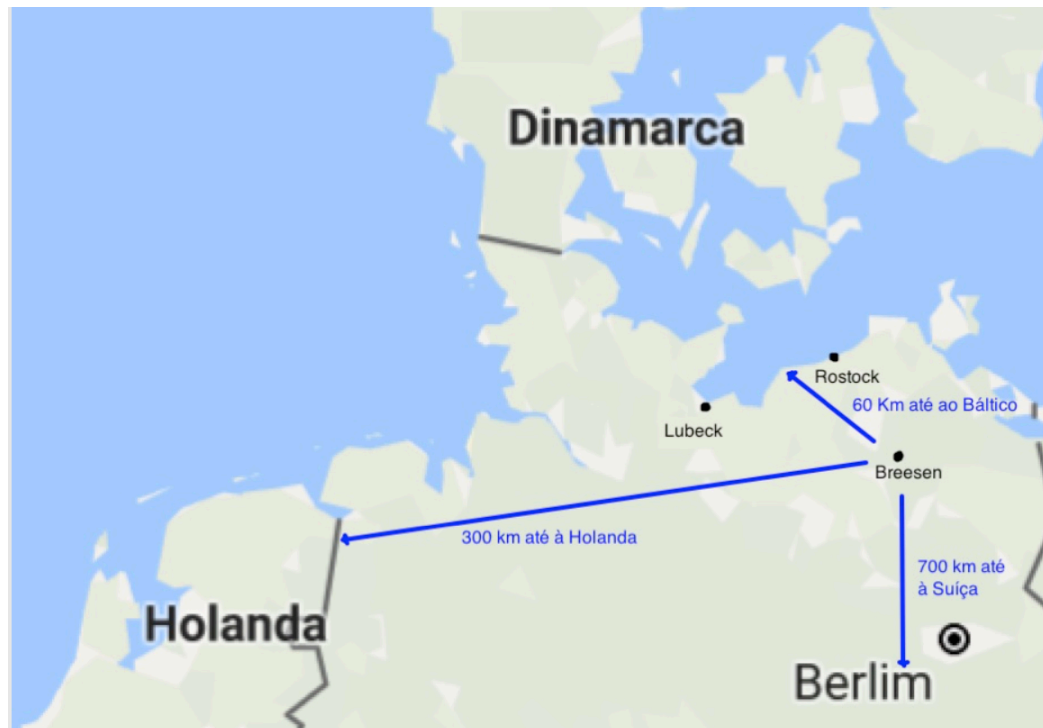 Dinamarca
Rostock
60 Km até ao Báltico
Lubeck
Breesen
300 km até à Holanda
700 km até
à Suíça
Holanda
Berlim